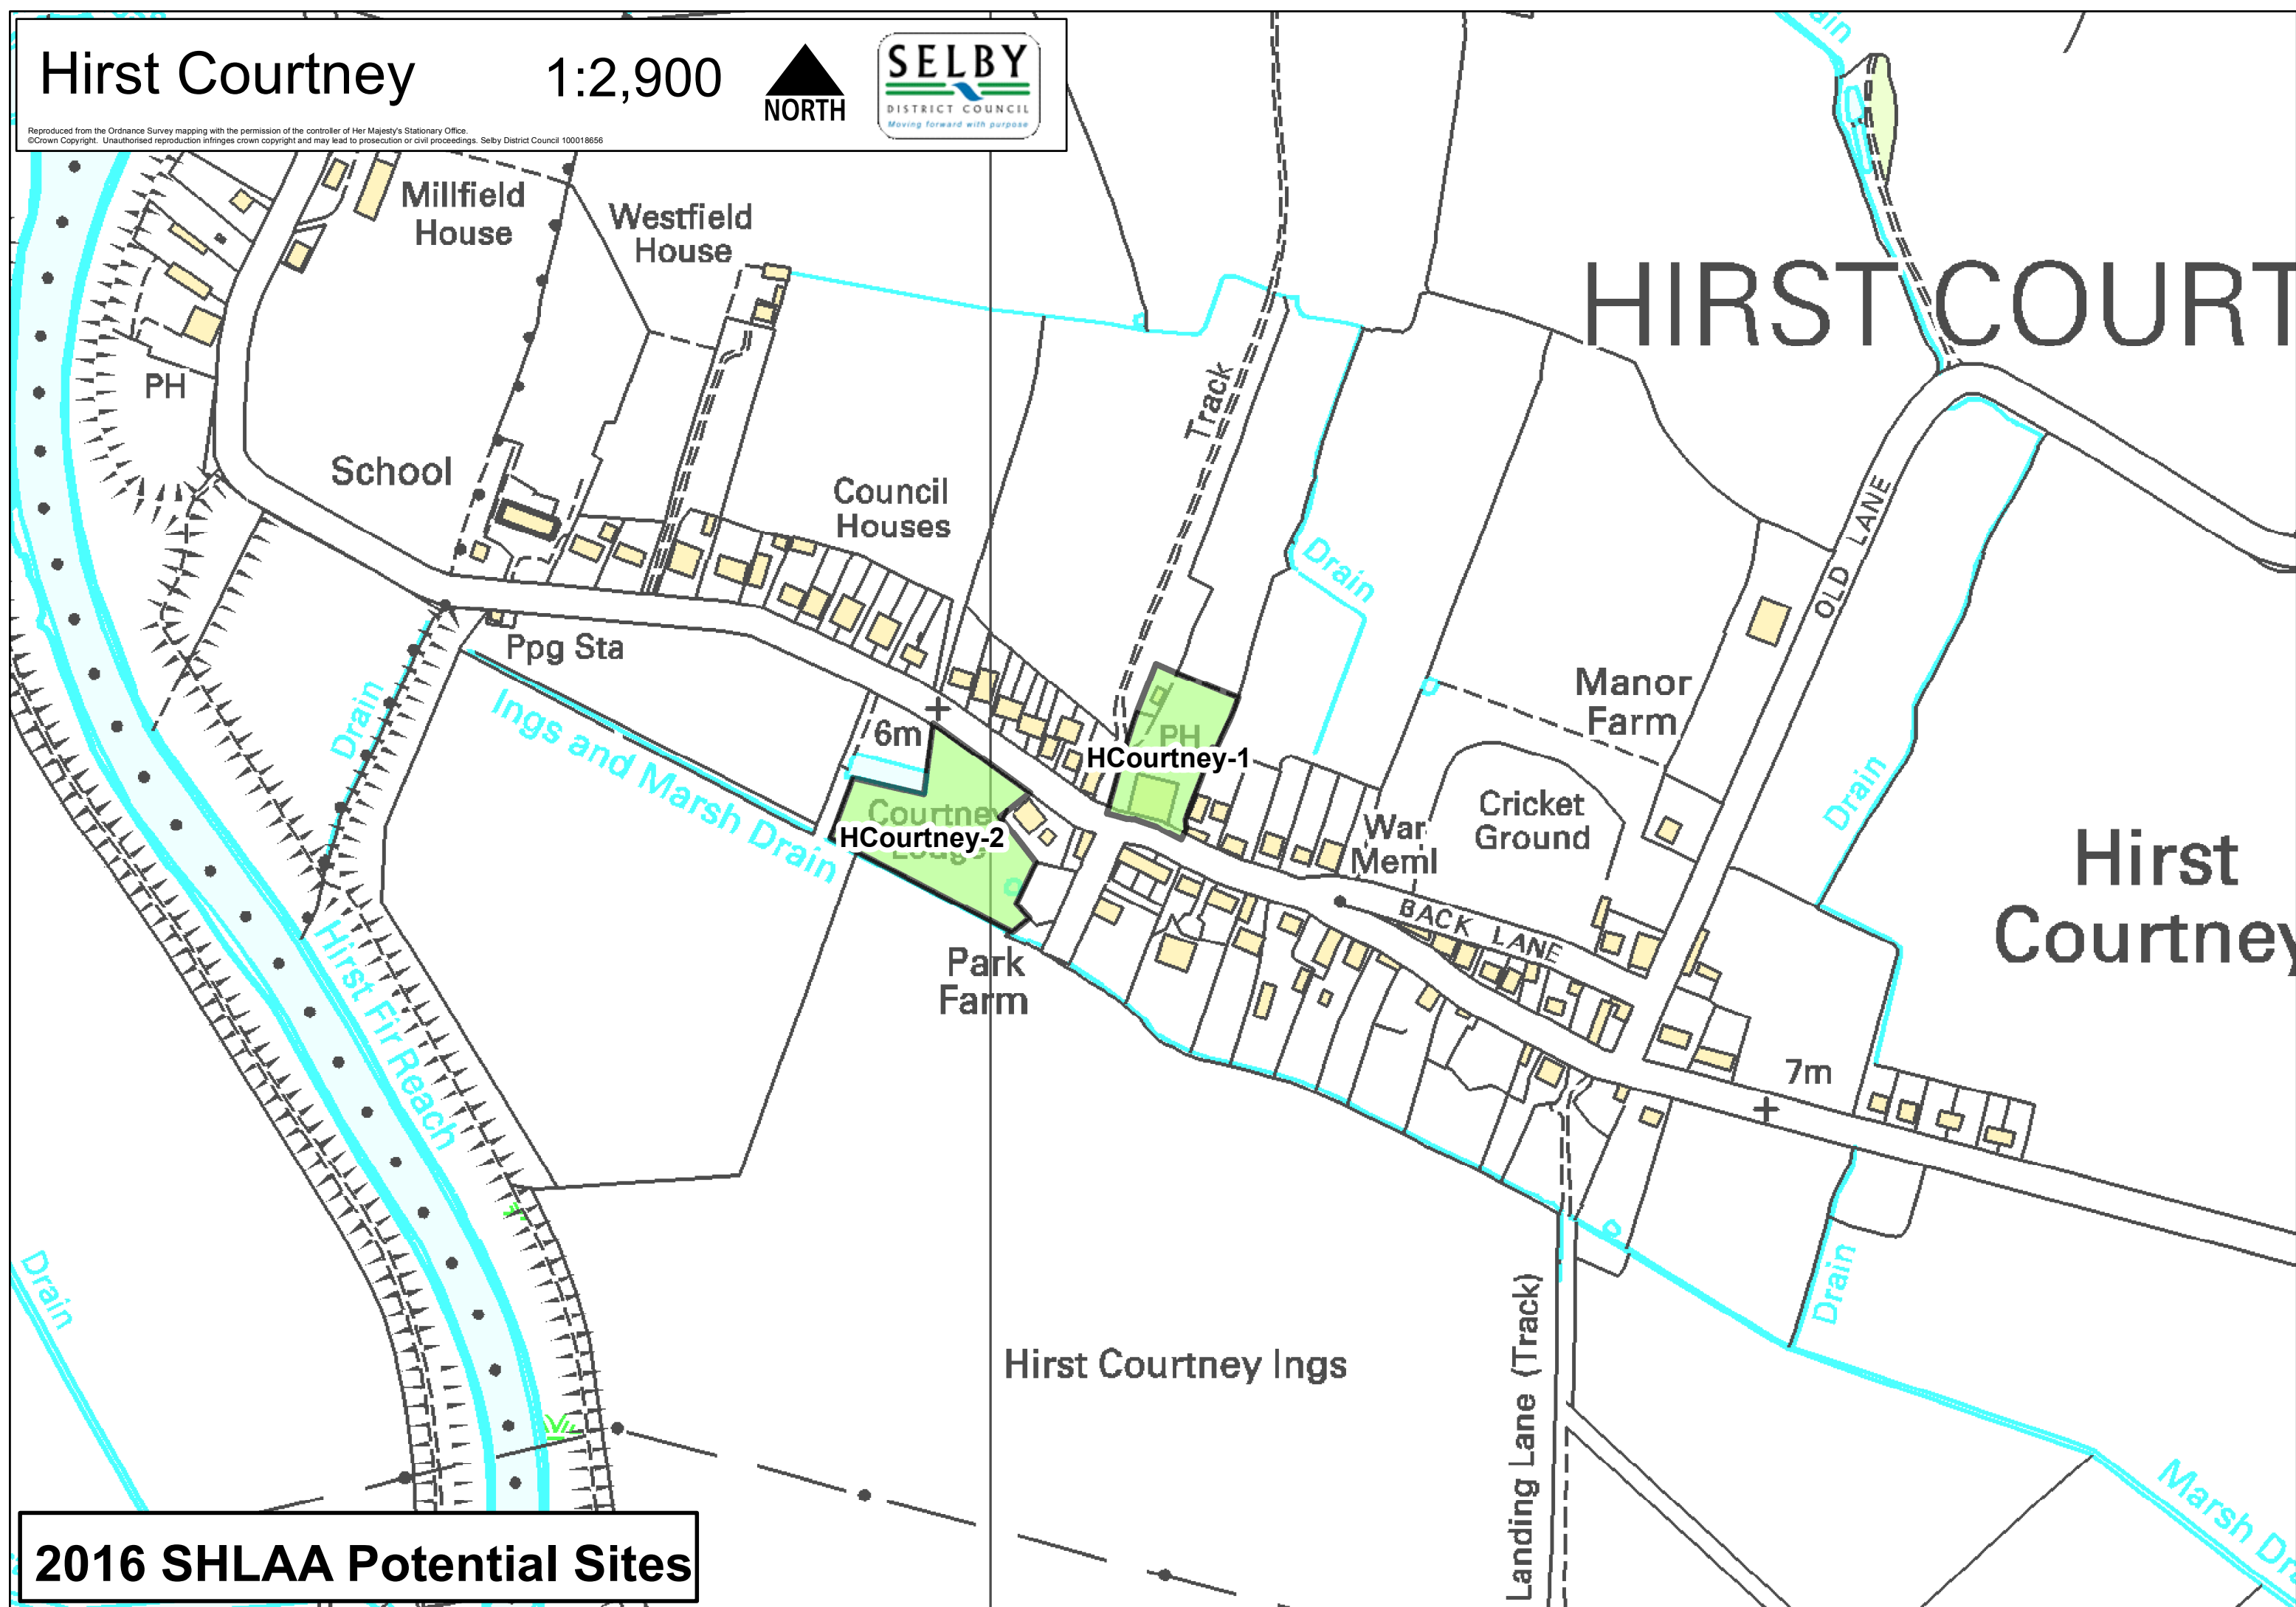 Hirst Courtney
1:2,900
NORTH
SELBY
DISTRICT COUNCIL
Moving forward with purpose
Reproduced from the Ordnance Survey mapping with the permission of the controller of Her Majesty's Stationary Office.
©Crown Copyright. Unauthorised reproduction infringes crown copyright and may lead to prosecution or civil proceedings. Selby District Council 100018656
Millfield
House
Westfield
House
HIRST COURT
PH
Track
School
Council
Houses
OLD LANE
Drain
Ppg Sta
Manor
Farm
Drain
6m
Ings and Marsh Drain
PH
HCourtney-1
Drain
Courtney
Lodge
HCourtney-2
War
Meml
Cricket
Ground
Hirst
Courtney
BACK LANE
Park
Farm
Hirst Fir Reach
7m
Drain
Drain
Hirst Courtney Ings
Landing Lane (Track)
Marsh Dra
2016 SHLAA Potential Sites